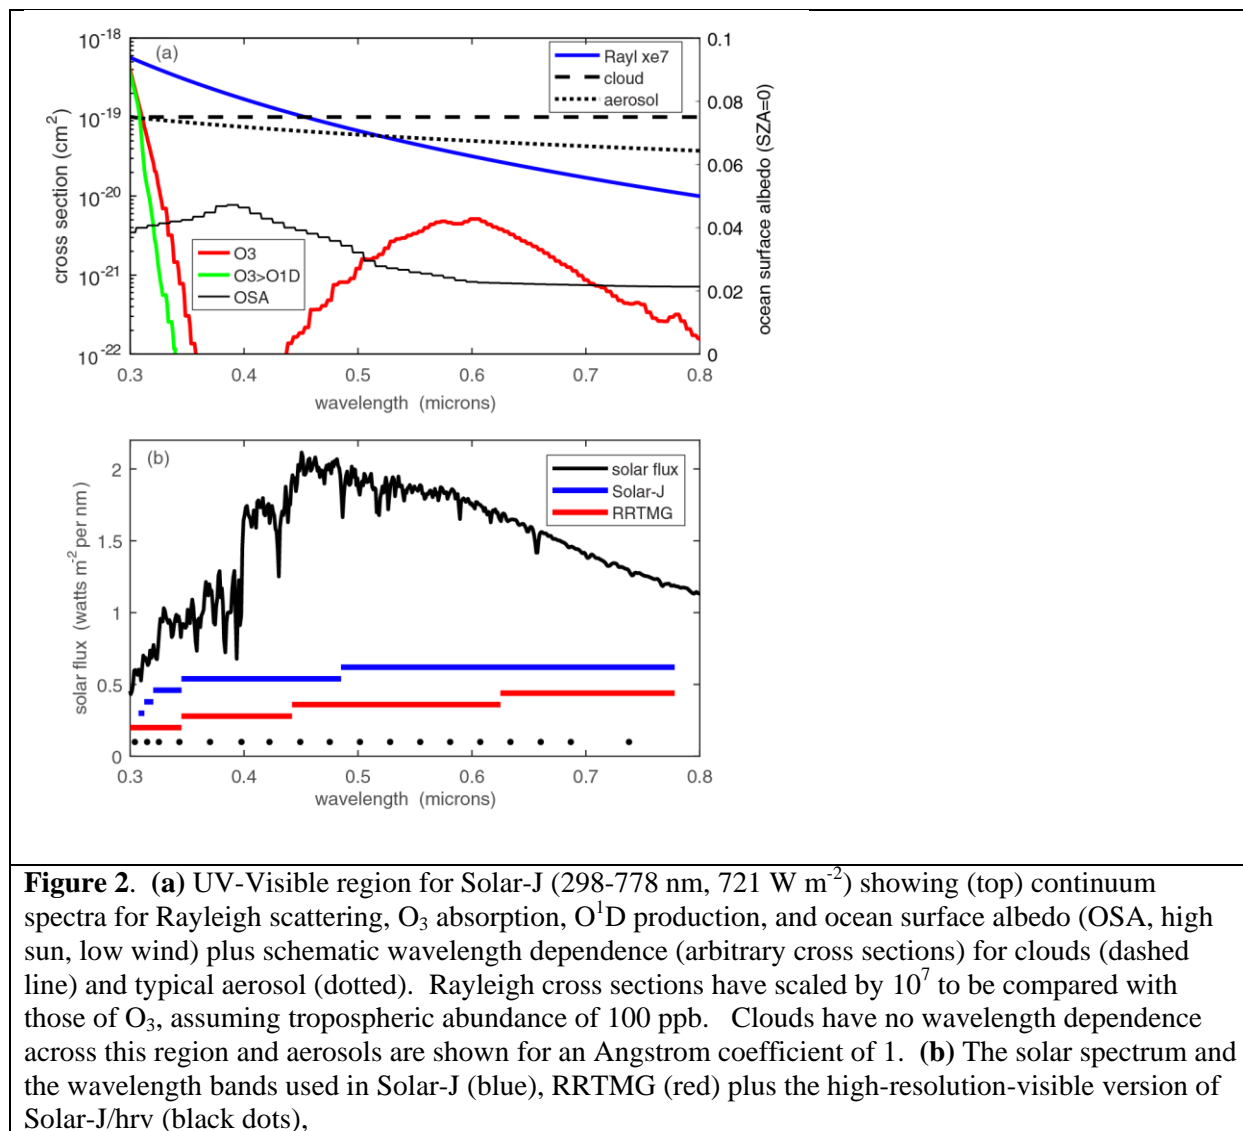 10-18
(a)
Rayl xe7
cloud
aerosol
0.1
10-19
0.08
10-20
0.06
0.04
10-21
O3
O3>O1D
OSA
0.02
10-22
0
cross section (cm2)
ocean surface albedo (SZA=0)
0.3 0.4 0.5 0.6 0.7 0.8
wavelength (microns)
(b)
solar flux
Solar-J
RRTMG
2
1.5
1
0.5
0
solar flux (watts m-2 per nm)
0.3 0.4 0.5 0.6 0.7 0.8
wavelength (microns)
Figure 2. (a) UV-Visible region for Solar-J (298-778 nm, 721 W m-2) showing (top) continuum
spectra for Rayleigh scattering, O3 absorption, O1D production, and ocean surface albedo (OSA, high
sun, low wind) plus schematic wavelength dependence (arbitrary cross sections) for clouds (dashed
line) and typical aerosol (dotted). Rayleigh cross sections have scaled by 107 to be compared with
those of O3, assuming tropospheric abundance of 100 ppb. Clouds have no wavelength dependence
across this region and aerosols are shown for an Angstrom coefficient of 1. (b) The solar spectrum and
the wavelength bands used in Solar-J (blue), RRTMG (red) plus the high-resolution-visible version of
Solar-J/hrv (black dots),